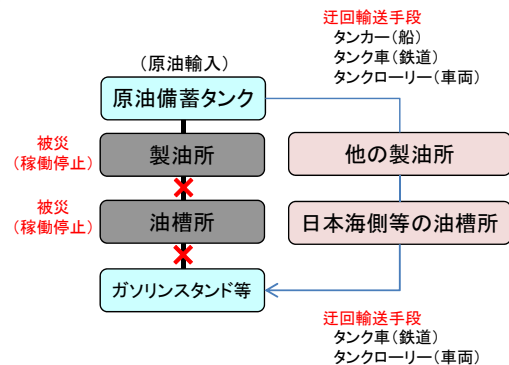 迂回輸送手段
タンカー(船)
タンク車(鉄道)
タンクローリー(車両)
(原油輸入)
原油備蓄タンク
被災
(稼働停止)
製油所
他の製油所
被災
(稼働停止)
油槽所
日本海側等の油槽所
ガソリンスタンド等
迂回輸送手段
タンク車(鉄道)
タンクローリー(車両)